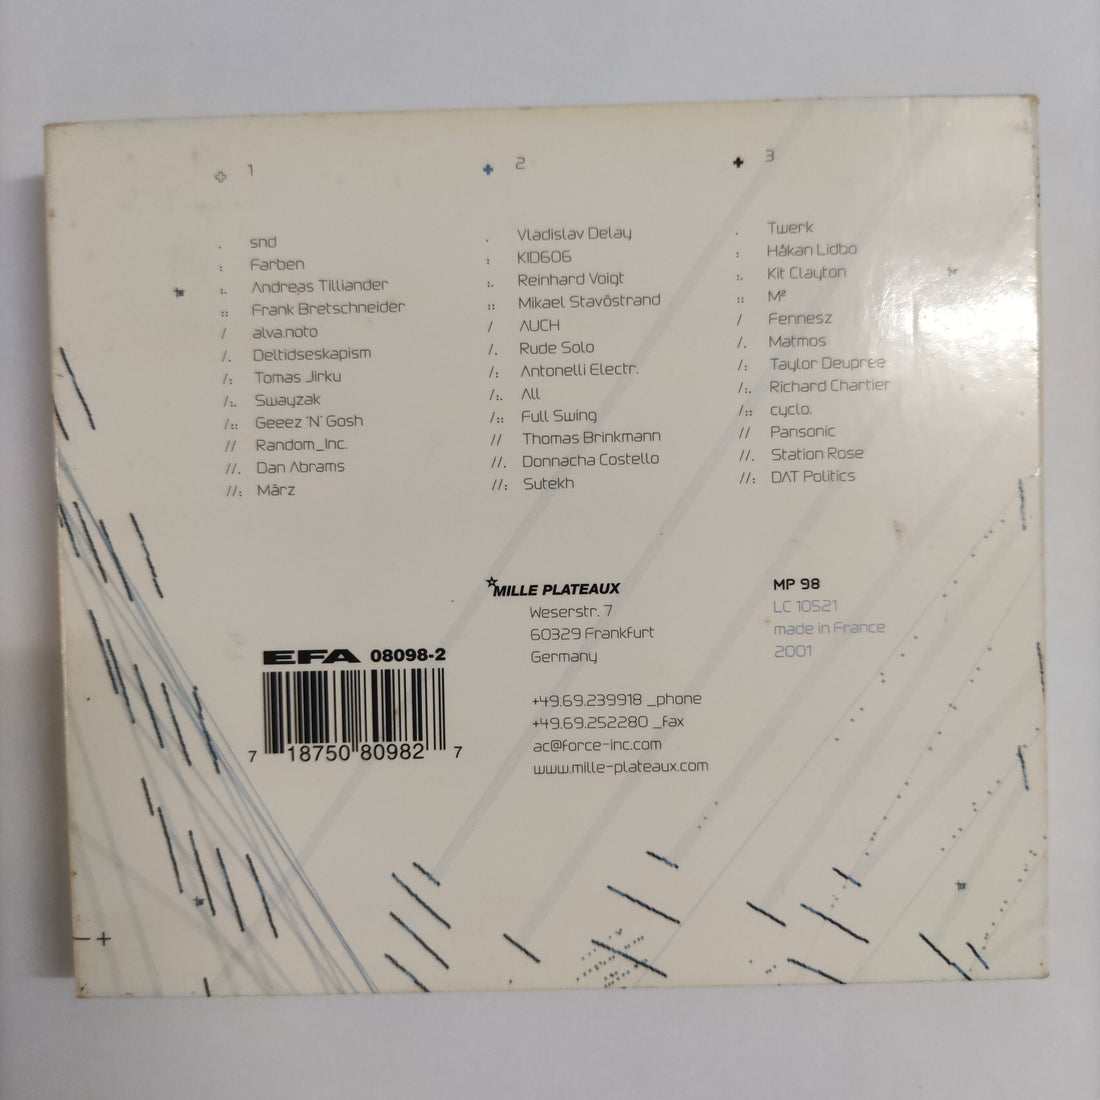 1
. snd
: Farben
:. Andreas Tilliander
:: Frank Bretschneider
/ alva.noto
/. Deltidseskapism
/: Tomas Jirku
/:. Swayzak
/:: Geeez 'N' Gosh
// Random_Inc.
//. Dan Abrams
//: März
2
. Vladislav Delay
: KID606
:. Reinhard Voigt
:: Mikael Stavöstrand
/ AUCH
/. Rude Solo
/: Antonelli Electr.
/:. All
/:: Full Swing
// Thomas Brinkmann
//. Donnacha Costello
//: Sutekh
3
. Twerk
: Håkan Lidbo
:. Kit Clayton
:: M²
/ Fennesz
/. Matmos
/: Taylor Deupree
/:. Richard Chartier
/:: cyclo.
// Pansonic
//. Station Rose
//: DAT Politics
EFA 08098-2
7 18750 80982 7
MILLE PLATEAUX
Weserstr. 7
60329 Frankfurt
Germany
+49.69.239918 _phone
+49.69.252280 _fax
ac@force-inc.com
www.mille-plateaux.com
MP 98
LC 10521
made in France
2001